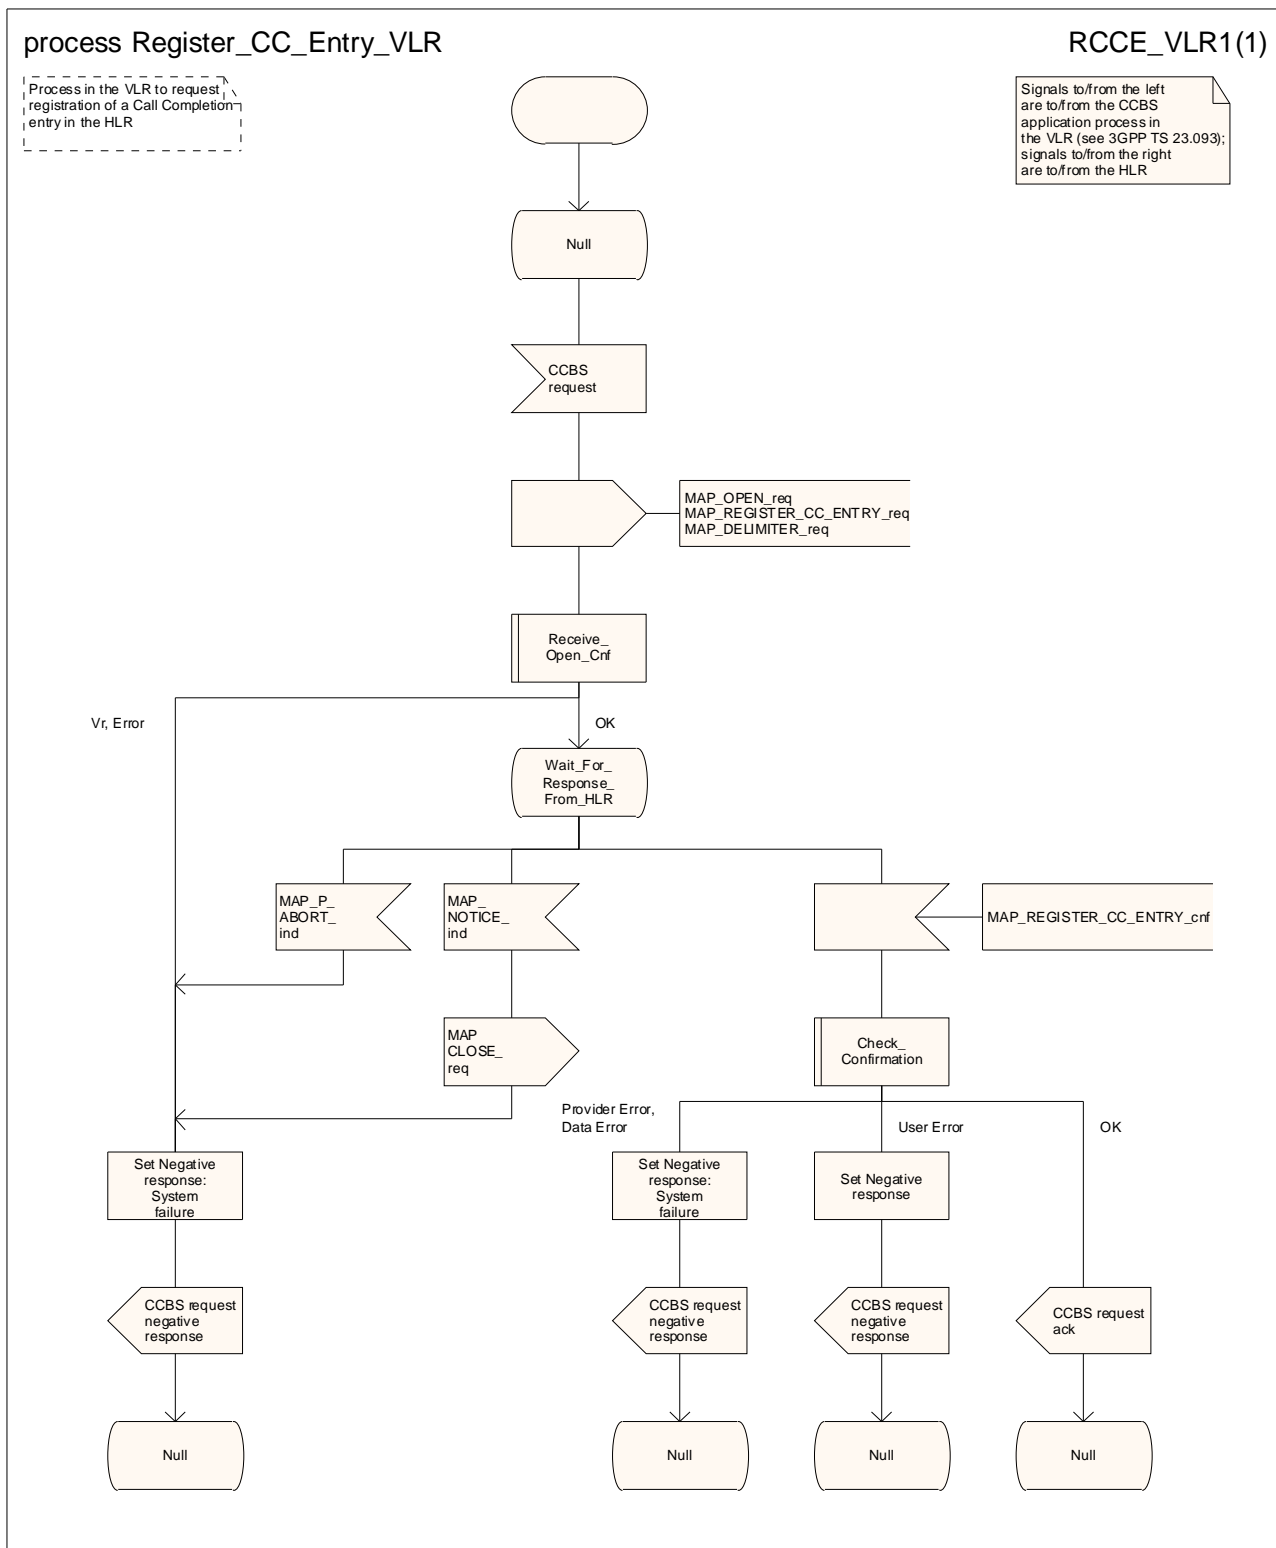 process Register_CC_Entry_VLR
RCCE_VLR1(1)
Process in the VLR to request
registration of a Call Completion
entry in the HLR
Signals to/from the left
are to/from the CCBS
application process in
the VLR (see 3GPP TS 23.093);
signals to/from the right
are to/from the HLR
Null
CCBS
request
MAP_OPEN_req
MAP_REGISTER_CC_ENTRY_req
MAP_DELIMITER_req
Receive_
Open_Cnf
Vr, Error
OK
Wait_For_
Response_
From_HLR
MAP_P_
ABORT_
ind
MAP_
NOTICE_
ind
MAP_REGISTER_CC_ENTRY_cnf
MAP
CLOSE_
req
Check_
Confirmation
Provider Error,
Data Error
User Error
OK
Set Negative
response:
System
failure
Set Negative
response:
System
failure
Set Negative
response
CCBS request
negative
response
CCBS request
negative
response
CCBS request
negative
response
CCBS request
ack
Null
Null
Null
Null